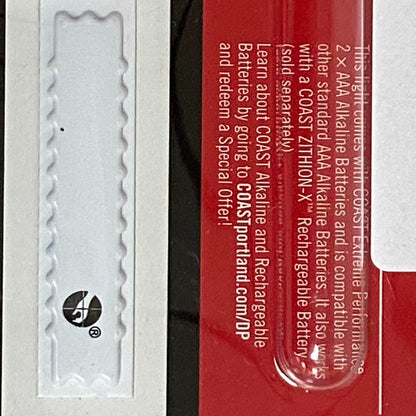 This light comes with COAST Extreme Performance®
2 × AAA Alkaline Batteries and is compatible with
other standard AAA Alkaline Batteries. It also works
with a COAST ZITHION-X™ Rechargeable Battery
(sold separately)
Learn about COAST Alkaline and Rechargeable
Batteries by going to COASTportland.com/DP
and redeem a Special Offer!
®